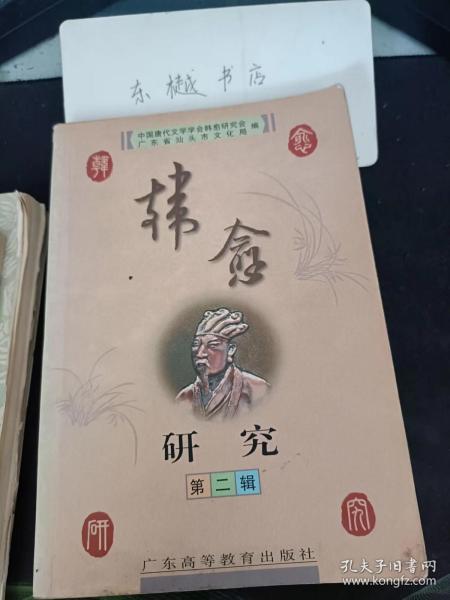 东樾书店
中国唐代文学学会韩愈研究会
广东省汕头市文化局
编
韩
愈
韩愈
研究
第二辑
研
究
广东高等教育出版社
孔夫子旧书网
book.kongfz.com